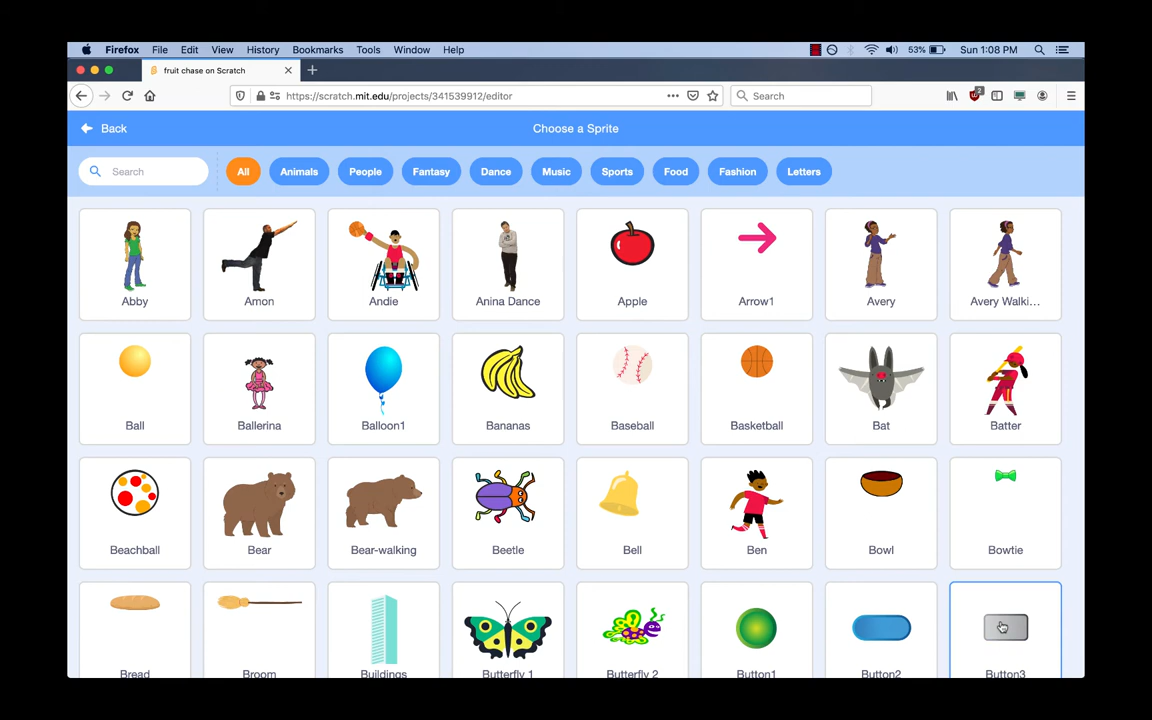 Firefox File Edit View History Bookmarks Tools Window Help 53% Sun 1:08 PM
fruit chase on Scratch
https://scratch.mit.edu/projects/341539912/editor Search 2
Back Choose a Sprite
Search All Animals People Fantasy Dance Music Sports Food Fashion Letters
Abby Amon Andie Anina Dance Apple Arrow1 Avery Avery Walki...
Ball Ballerina Balloon1 Bananas Baseball Basketball Bat Batter
Beachball Bear Bear-walking Beetle Bell Ben Bowl Bowtie
Bread Broom Buildings Butterfly 1 Butterfly 2 Button1 Button2 Button3